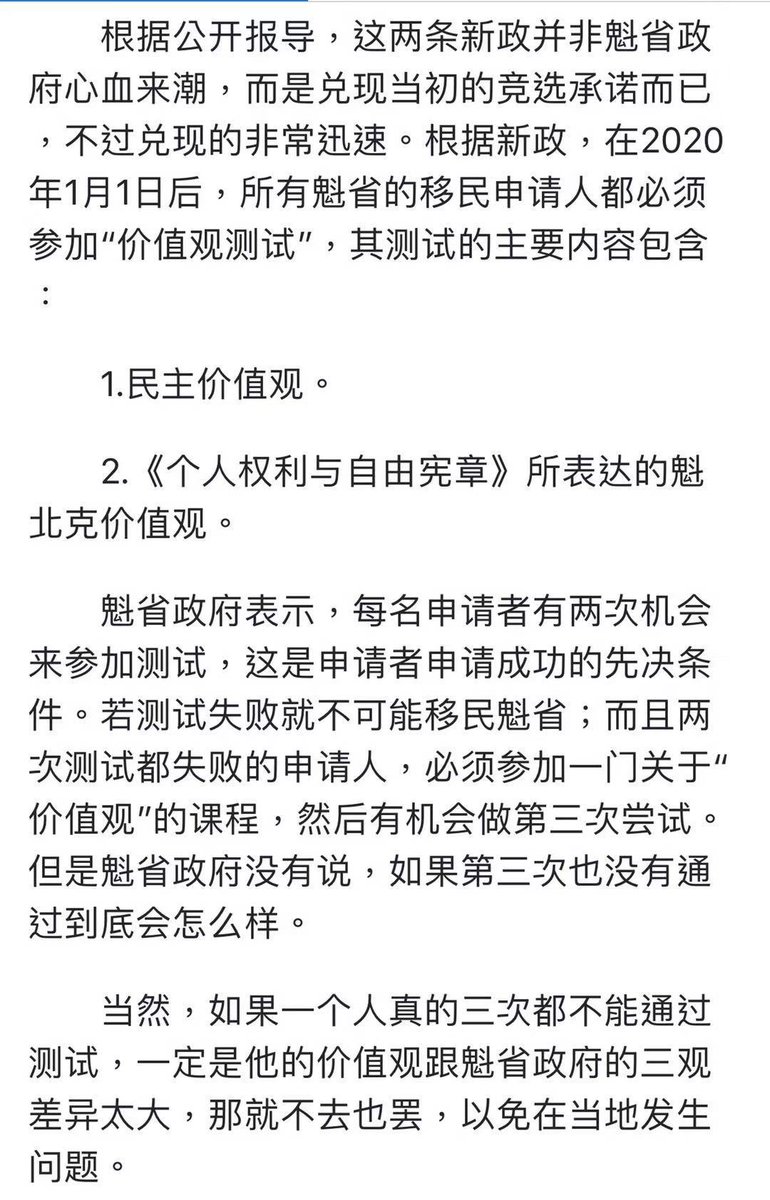 根据公开报导，这两条新政并非魁省政
府心血来潮，而是兑现当初的竞选承诺而已
，不过兑现的非常迅速。根据新政，在2020
年1月1日后，所有魁省的移民申请人都必须
参加“价值观测试”，其测试的主要内容包含
：
1.民主价值观。
2.《个人权利与自由宪章》所表达的魁
北克价值观。
魁省政府表示，每名申请者有两次机会
来参加测试，这是申请者申请成功的先决条
件。若测试失败就不可能移民魁省；而且两
次测试都失败的申请人，必须参加一门关于“
价值观”的课程，然后有机会做第三次尝试。
但是魁省政府没有说，如果第三次也没有通
过到底会怎么样。
当然，如果一个人真的三次都不能通过
测试，一定是他的价值观跟魁省政府的三观
差异太大，那就不去也罢，以免在当地发生
问题。